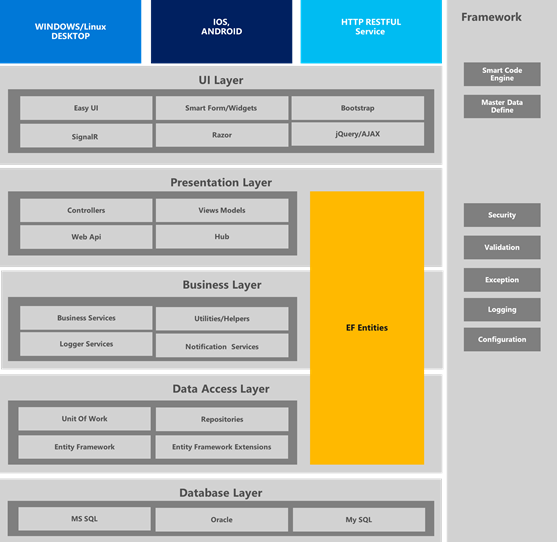 WINDOWS/Linux
DESKTOP
IOS,
ANDROID
HTTP RESTFUL
Service
UI Layer
Easy UI
Smart Form/Widgets
Bootstrap
SignalR
Razor
jQuery/AJAX
Presentation Layer
Controllers
Views Models
Web Api
Hub
Business Layer
Business Services
Utilities/Helpers
Logger Services
Notification Services
EF Entities
Data Access Layer
Unit Of Work
Repositories
Entity Framework
Entity Framework Extensions
Database Layer
MS SQL
Oracle
My SQL
Framework
Smart Code
Engine
Master Data
Define
Security
Validation
Exception
Logging
Configuration